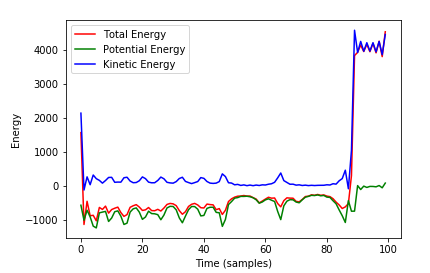 Total Energy
Potential Energy
Kinetic Energy
4000
3000
2000
1000
0
−1000
Energy
0
20
40
60
80
100
Time (samples)